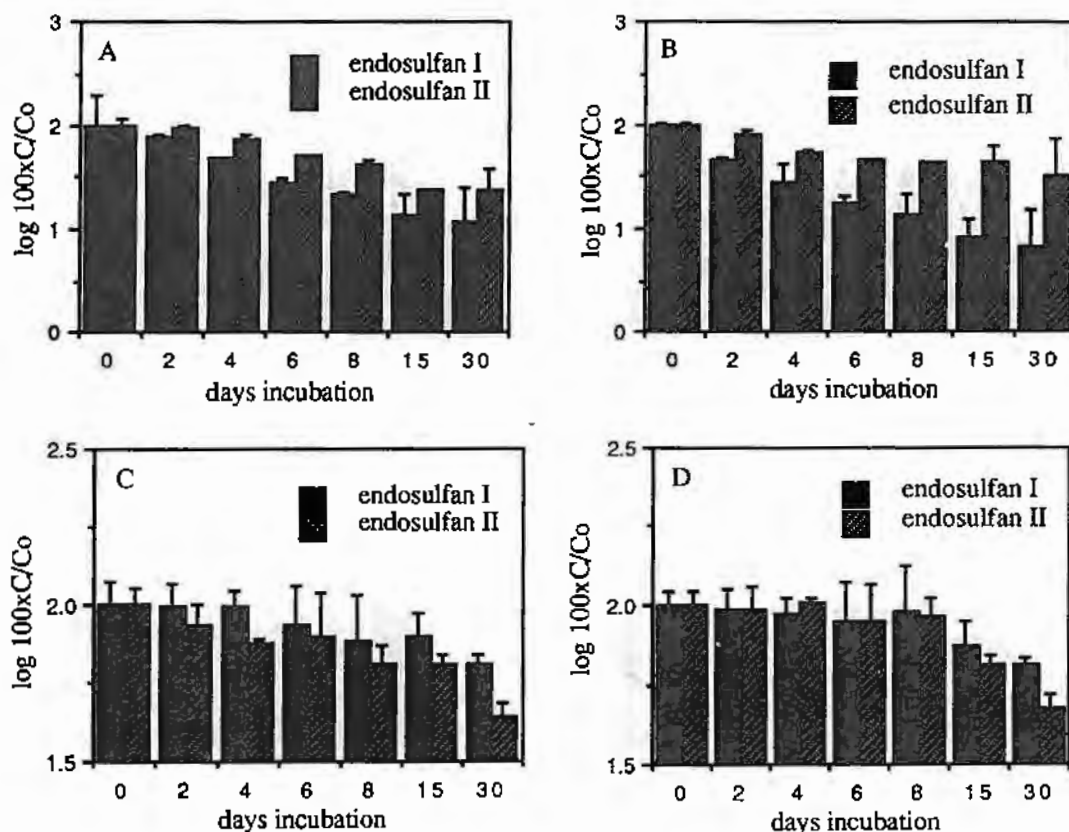 A
endosulfan I
endosulfan II
log 100xC/Co
3
2
1
0
0 2 4 6 8 15 30
days incubation
B
endosulfan I
endosulfan II
log 100xC/Co
3
2
1
0
0 2 4 6 8 15 30
days incubation
C
endosulfan I
endosulfan II
log 100xC/Co
2.5
2.0
1.5
0 2 4 6 8 15 30
days incubation
D
endosulfan I
endosulfan II
log 100xC/Co
2.5
2.0
1.5
0 2 4 6 8 15 30
days incubation